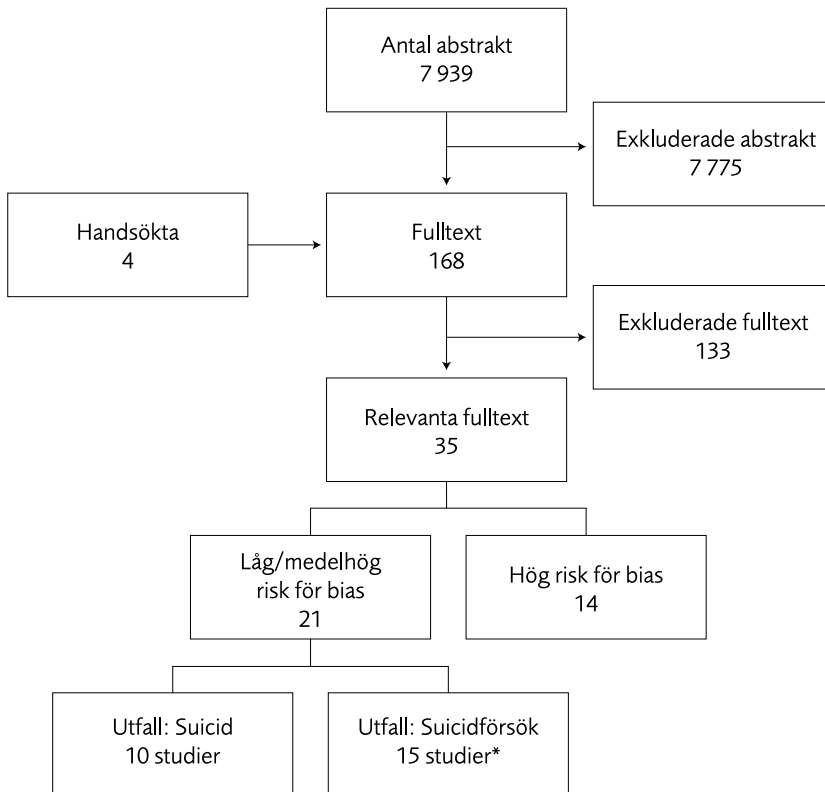 Antal abstrakt
7 939
Exkluderade abstrakt
7 775
Handsökta
4
Fulltext
168
Exkluderade fulltext
133
Relevanta fulltext
35
Låg/medelhög
risk för bias
21
Hög risk för bias
14
Utfall: Suicid
10 studier
Utfall: Suicidförsök
15 studier*